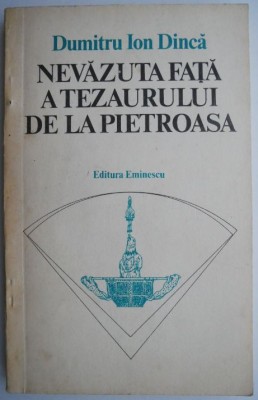 Dumitru Ion Dincă
NEVĂZUTA FAȚĂ
A TEZAURULUI
DE LA PIETROASA
Editura Eminescu